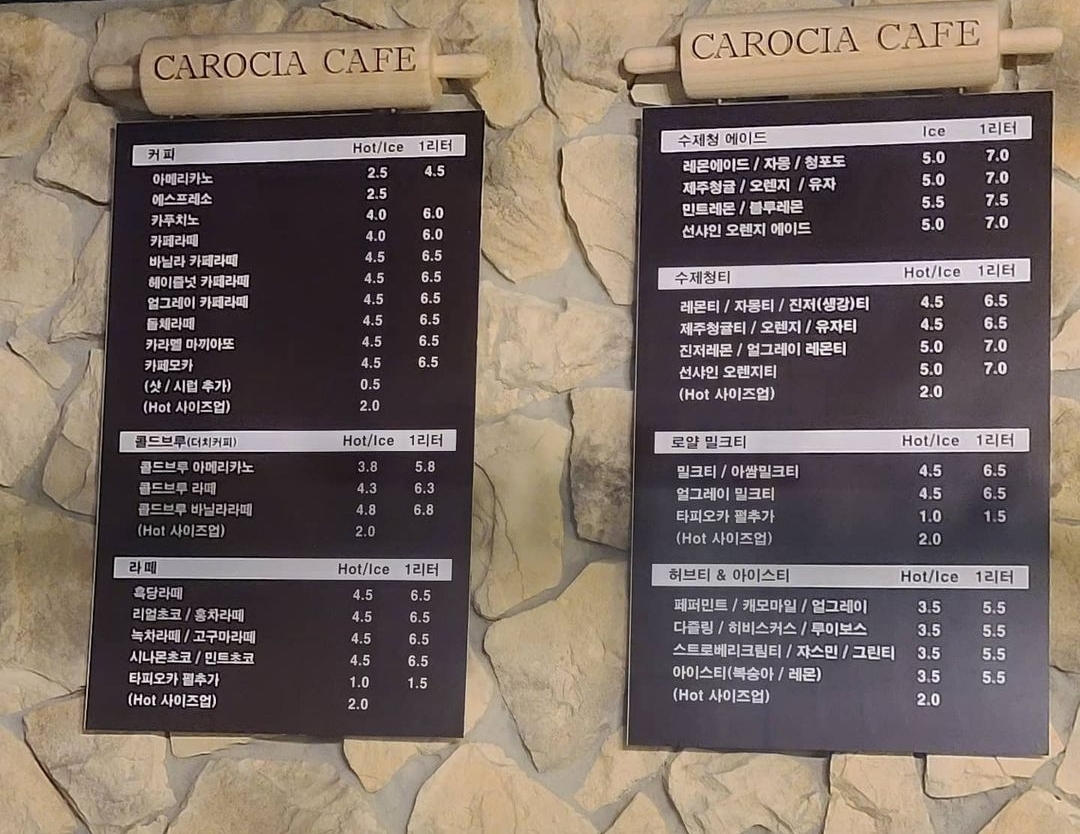 CAROCIA CAFE
커피 Hot/Ice 1리터
아메리카노 2.5 4.5
에스프레소 2.5
카푸치노 4.0 6.0
카페라떼 4.0 6.0
바닐라 카페라떼 4.5 6.5
헤이즐넛 카페라떼 4.5 6.5
얼그레이 카페라떼 4.5 6.5
돌체라떼 4.5 6.5
카라멜 마끼아또 4.5 6.5
카페모카 4.5 6.5
(샷 / 시럽 추가) 0.5
(Hot 사이즈업) 2.0
콜드브루(더치커피) Hot/Ice 1리터
콜드브루 아메리카노 3.8 5.8
콜드브루 라떼 4.3 6.3
콜드브루 바닐라라떼 4.8 6.8
(Hot 사이즈업) 2.0
라떼 Hot/Ice 1리터
흑당라떼 4.5 6.5
리얼초코 / 홍차라떼 4.5 6.5
녹차라떼 / 고구마라떼 4.5 6.5
시나몬초코 / 민트초코 4.5 6.5
타피오카 펄추가 1.0 1.5
(Hot 사이즈업) 2.0
CAROCIA CAFE
수제청 에이드 Ice 1리터
레몬에이드 / 자몽 / 청포도 5.0 7.0
제주청귤 / 오렌지 / 유자 5.0 7.0
민트레몬 / 블루레몬 5.5 7.5
선샤인 오렌지 에이드 5.0 7.0
수제청티 Hot/Ice 1리터
레몬티 / 자몽티 / 진저(생강)티 4.5 6.5
제주청귤티 / 오렌지 / 유자티 4.5 6.5
진저레몬 / 얼그레이 레몬티 5.0 7.0
선샤인 오렌지티 5.0 7.0
(Hot 사이즈업) 2.0
로얄 밀크티 Hot/Ice 1리터
밀크티 / 아쌈밀크티 4.5 6.5
얼그레이 밀크티 4.5 6.5
타피오카 펄추가 1.0 1.5
(Hot 사이즈업) 2.0
허브티 & 아이스티 Hot/Ice 1리터
페퍼민트 / 캐모마일 / 얼그레이 3.5 5.5
다즐링 / 히비스커스 / 루이보스 3.5 5.5
스트로베리크림티 / 쟈스민 / 그린티 3.5 5.5
아이스티(복숭아 / 레몬) 3.5 5.5
(Hot 사이즈업) 2.0